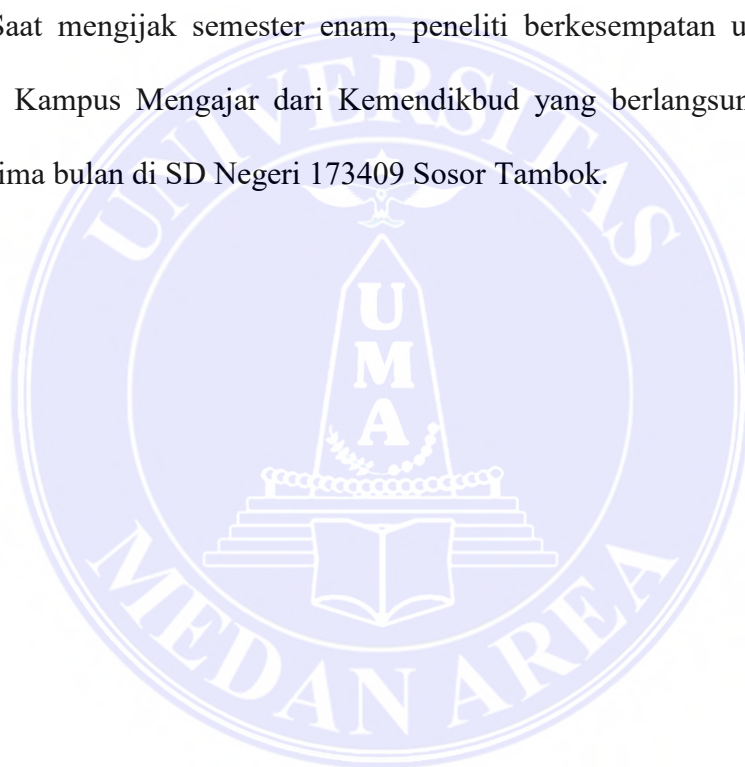 Saat mengijak semester enam, peneliti berkesempatan u
Kampus Mengajar dari Kemendikbud yang berlangsun
ima bulan di SD Negeri 173409 Sosor Tambok.
UNIVERSITAS
U
M
A
MEDAN AREA